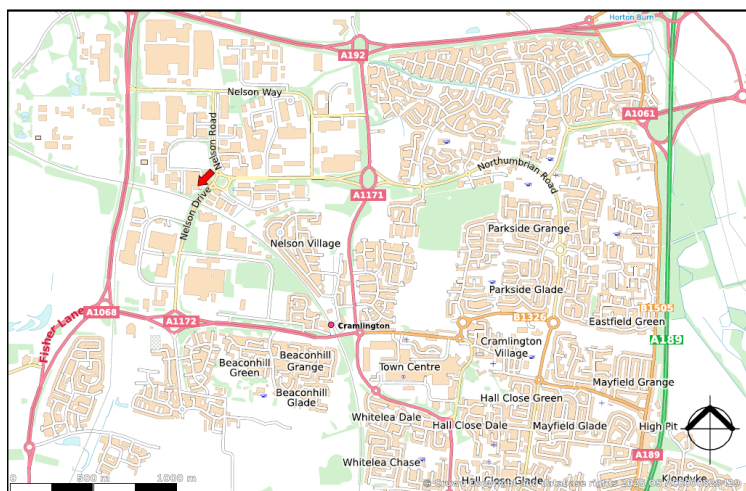 Horton Burn
A192
Nelson Way
A1061
Nelson Road
Northumbrian Road
A1171
Nelson Drive
Parkside Grange
Nelson Village
Parkside Glade
A1068
B1505
Fisher Lane
A1172
B1326
Eastfield Green
Cramlington
A189
Cramlington
Village
Beaconhill
Green
Beaconhill
Grange
Town Centre
Mayfield Grange
Beaconhill
Glade
Hall Close Green
Whitelea Dale
Hall Close Dale
Mayfield Glade
High Pit
A189
Whitelea Chase
Hall Close Glade
Klondyke
0
500 m
1000 m